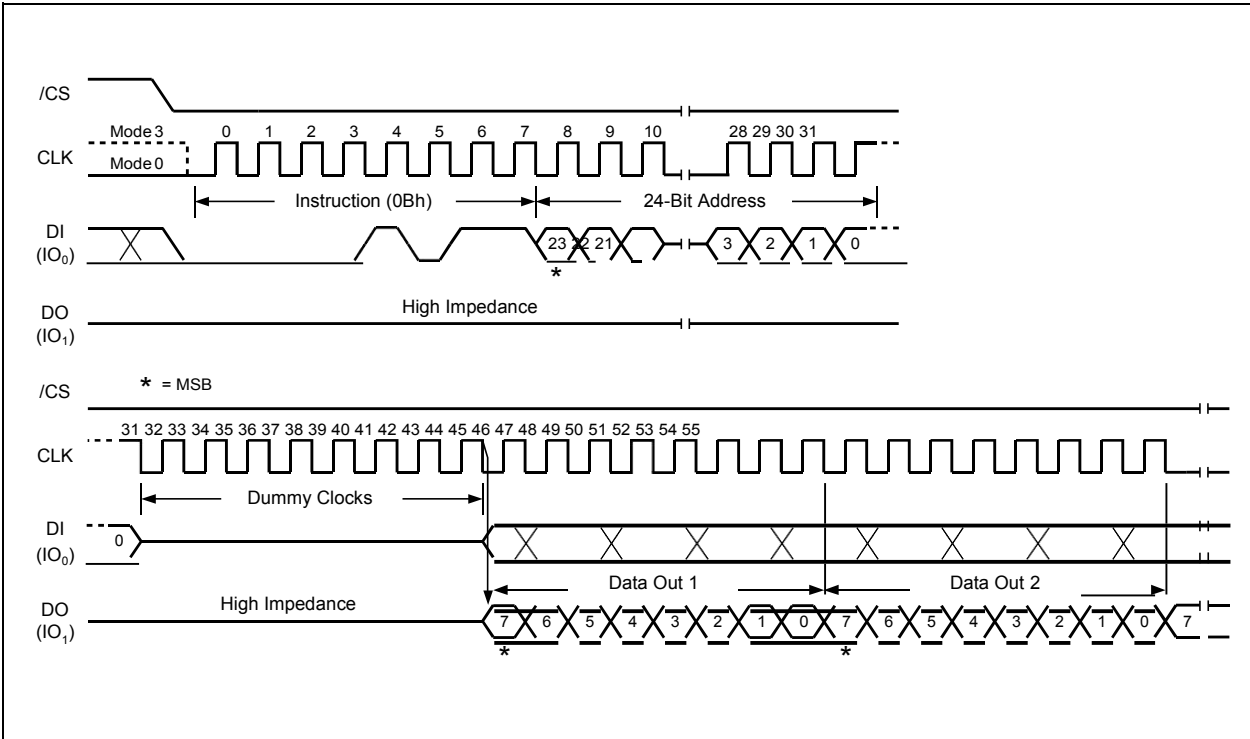 /CS
Mode 3 0 1 2 3 4 5 6 7 8 9 10 28 29 30 31
CLK
Mode 0
Instruction (0Bh) 24-Bit Address
DI
(IO₀)
23 22 21 3 2 1 0
*
High Impedance
DO
(IO₁)
* = MSB
/CS
31 32 33 34 35 36 37 38 39 40 41 42 43 44 45 46 47 48 49 50 51 52 53 54 55
CLK
Dummy Clocks
DI
(IO₀)
0
Data Out 1 Data Out 2
High Impedance
DO
(IO₁)
7 6 5 4 3 2 1 0 7 6 5 4 3 2 1 0 7
* *